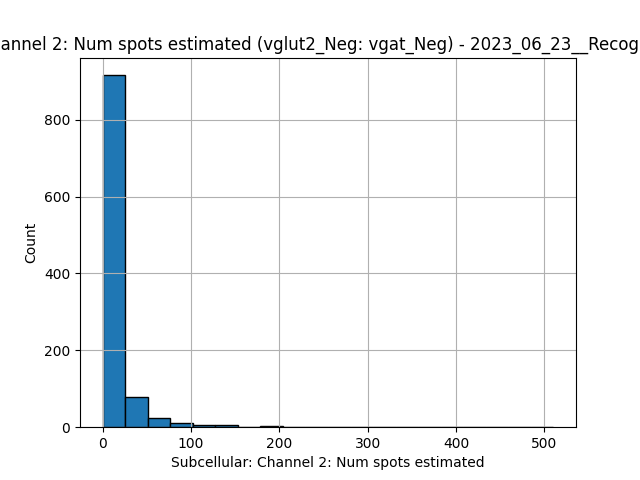 annel 2: Num spots estimated (vglut2_Neg: vgat_Neg) - 2023_06_23__Recog
800
600
400
200
0
Count
0 100 200 300 400 500
Subcellular: Channel 2: Num spots estimated